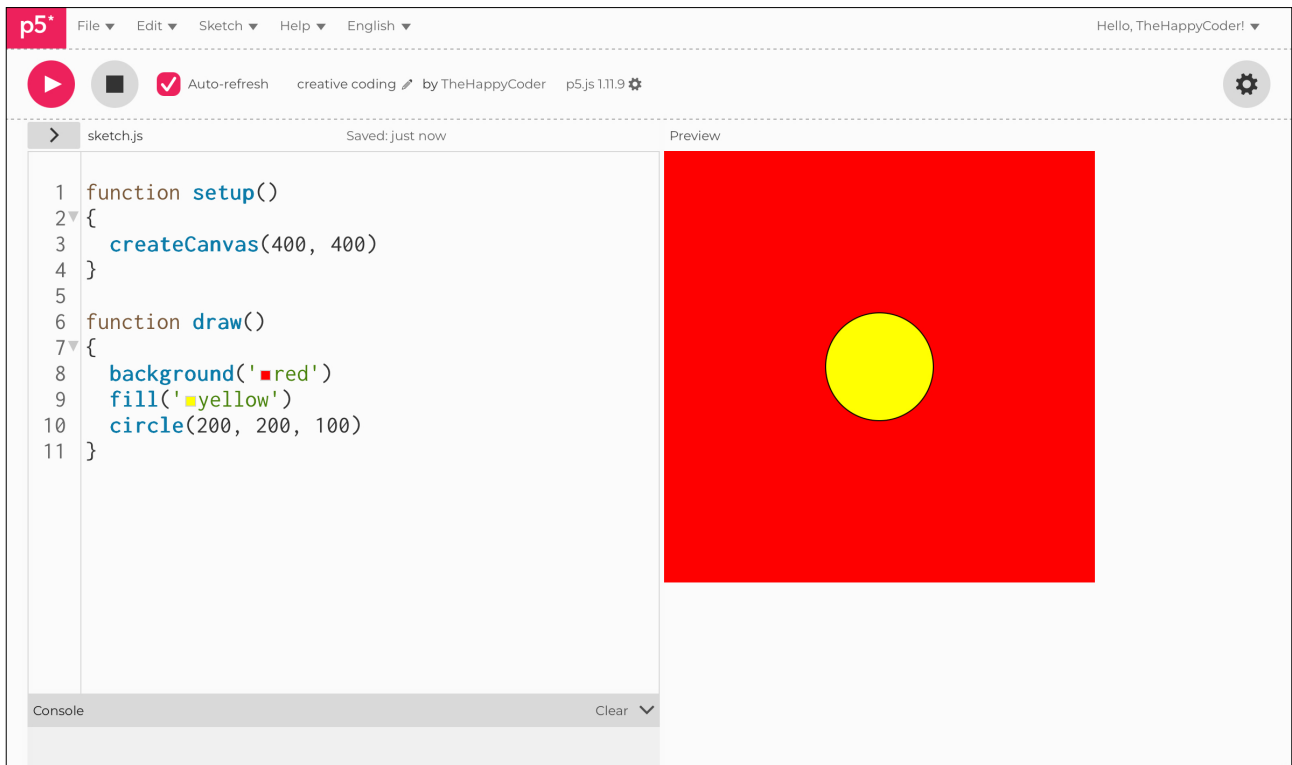 p5* File Edit Sketch Help English Hello, TheHappyCoder!
Auto-refresh creative coding by TheHappyCoder p5.js 1.11.9
sketch.js Saved: just now Preview
1 function setup()
2 {
3   createCanvas(400, 400)
4 }
5
6 function draw()
7 {
8   background('red')
9   fill('yellow')
10   circle(200, 200, 100)
11 }
Console Clear